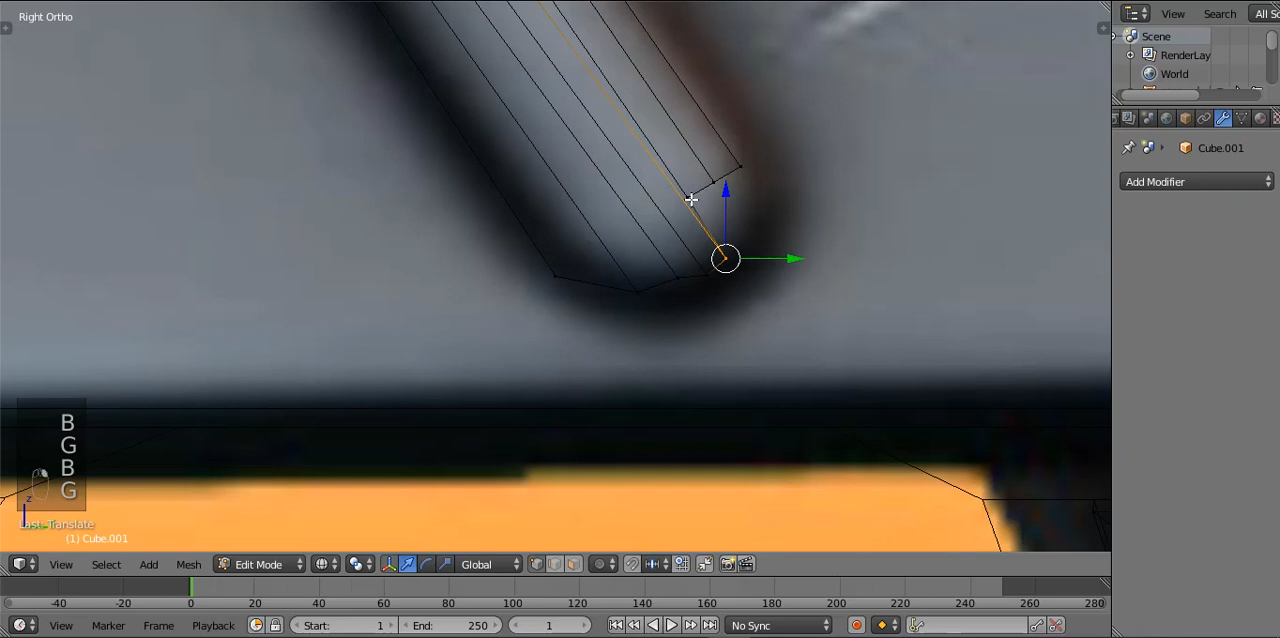 Right Ortho
View Search All Sc
Scene
RenderLay
World
Cube.001
Add Modifier
B
G
B
G
z
Last: Translate
(1) Cube.001
View Select Add Mesh Edit Mode Global
-40 -20 0 20 40 60 80 100 120 140 160 180 200 220 240 260 280
View Marker Frame Playback Start: 1 End: 250 1 No Sync